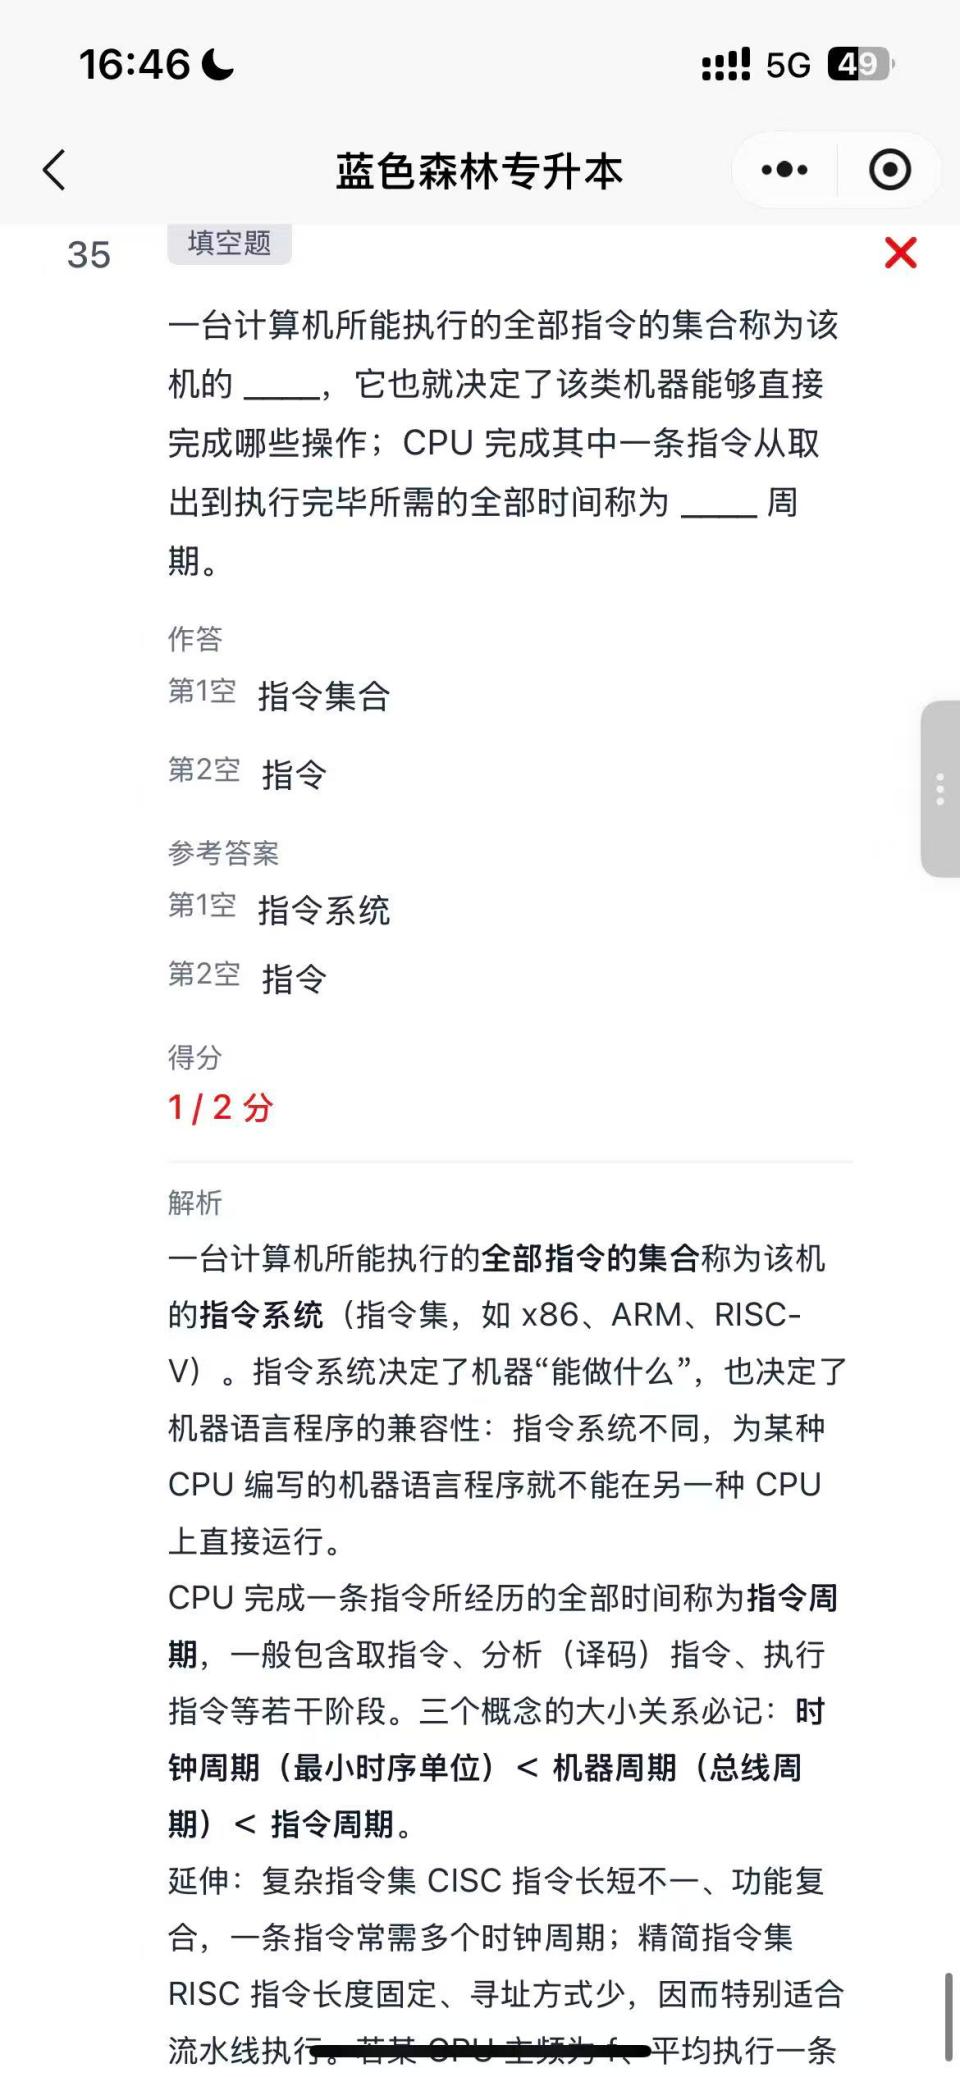 16:46
5G
49
蓝色森林专升本
35
填空题
一台计算机所能执行的全部指令的集合称为该
机的 ____，它也就决定了该类机器能够直接
完成哪些操作；CPU 完成其中一条指令从取
出到执行完毕所需的全部时间称为 ____ 周
期。
作答
第1空 指令集合
第2空 指令
参考答案
第1空 指令系统
第2空 指令
得分
1 / 2 分
解析
一台计算机所能执行的全部指令的集合称为该机
的指令系统（指令集，如 x86、ARM、RISC-
V）。指令系统决定了机器“能做什么”，也决定了
机器语言程序的兼容性：指令系统不同，为某种
CPU 编写的机器语言程序就不能在另一种 CPU
上直接运行。
CPU 完成一条指令所经历的全部时间称为指令周
期，一般包含取指令、分析（译码）指令、执行
指令等若干阶段。三个概念的大小关系必记：时
钟周期（最小时序单位）< 机器周期（总线周
期）< 指令周期。
延伸：复杂指令集 CISC 指令长短不一、功能复
合，一条指令常需多个时钟周期；精简指令集
RISC 指令长度固定、寻址方式少，因而特别适合
流水线执行。若某 CPU 主频为 f、平均执行一条